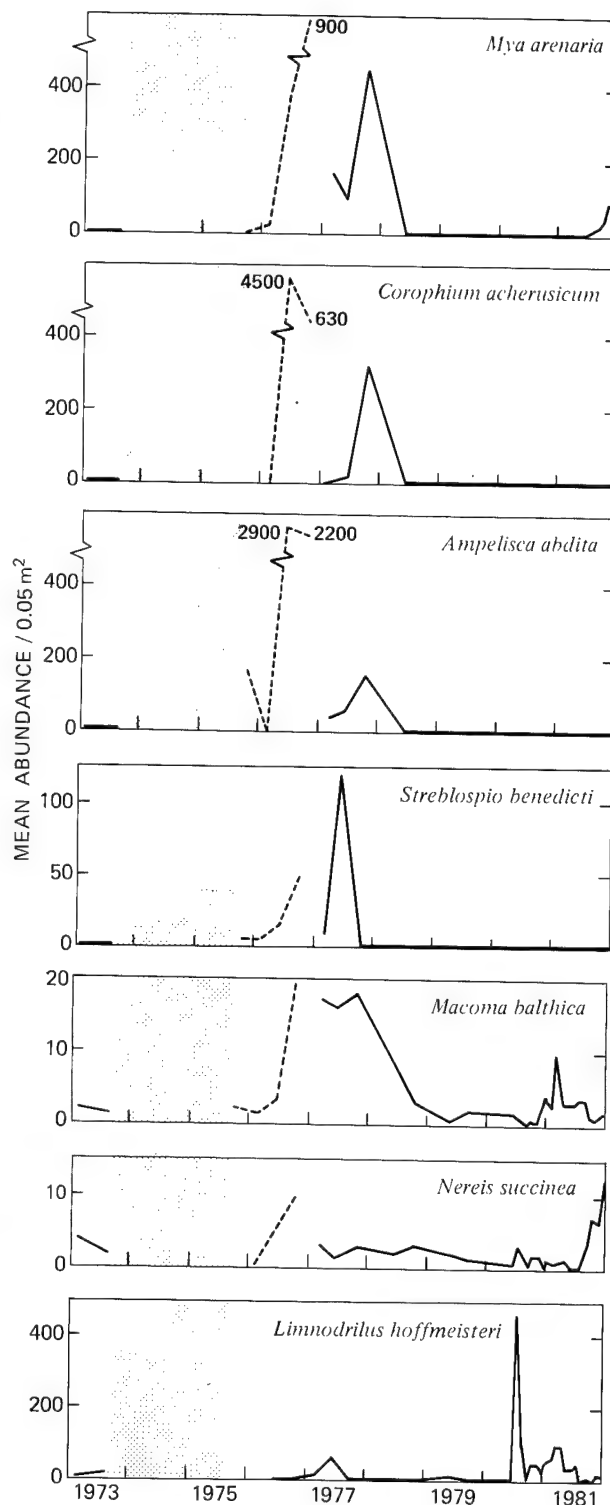 900
Mya arenaria
400
200
0
4500
630
Corophium acherusicum
400
200
0
2900
2200
Ampelisca abdita
400
200
0
MEAN ABUNDANCE / 0.05 m²
Streblospio benedicti
100
50
0
20
Macoma balthica
10
0
Nereis succinea
10
0
Limnodrilus hoffmeisteri
400
200
0
1973 1975 1977 1979 1981